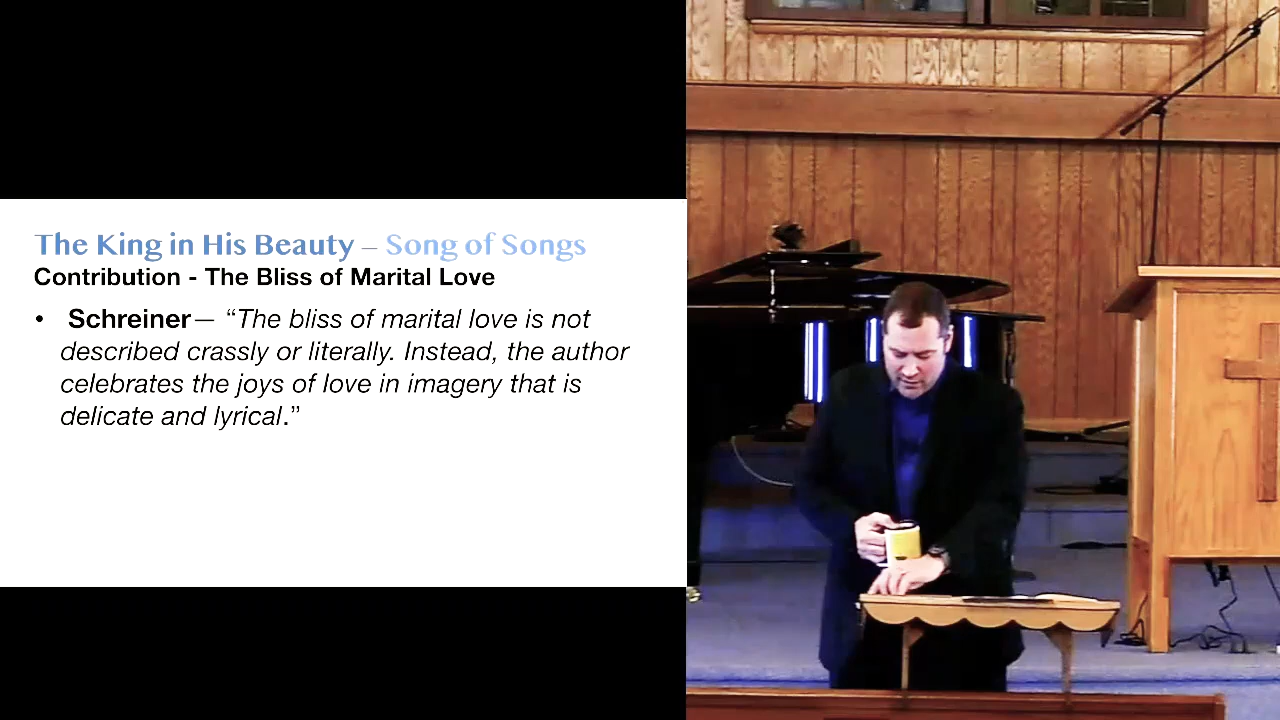 The King in His Beauty – Song of Songs
Contribution - The Bliss of Marital Love
• Schreiner— “The bliss of marital love is not
described crassly or literally. Instead, the author
celebrates the joys of love in imagery that is
delicate and lyrical.”